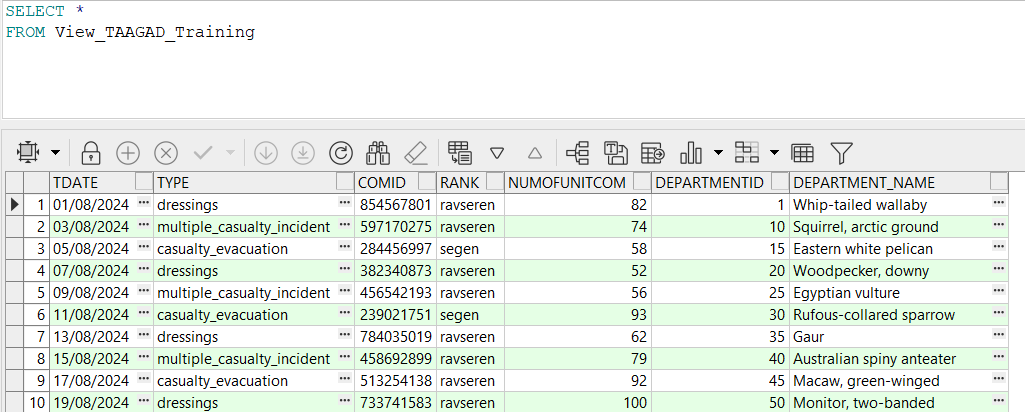 SELECT *
FROM View_TAAGAD_Training
TDATE TYPE COMID RANK NUMOFUNITCOM DEPARTMENTID DEPARTMENT_NAME
1 01/08/2024 ... dressings ... 854567801 ravseren 82 1 Whip-tailed wallaby ...
2 03/08/2024 ... multiple_casualty_incident ... 597170275 ravseren 74 10 Squirrel, arctic ground ...
3 05/08/2024 ... casualty_evacuation ... 284456997 segen 58 15 Eastern white pelican ...
4 07/08/2024 ... dressings ... 382340873 ravseren 52 20 Woodpecker, downy ...
5 09/08/2024 ... multiple_casualty_incident ... 456542193 ravseren 56 25 Egyptian vulture ...
6 11/08/2024 ... casualty_evacuation ... 239021751 segen 93 30 Rufous-collared sparrow ...
7 13/08/2024 ... dressings ... 784035019 ravseren 62 35 Gaur ...
8 15/08/2024 ... multiple_casualty_incident ... 458692899 ravseren 79 40 Australian spiny anteater ...
9 17/08/2024 ... casualty_evacuation ... 513254138 ravseren 92 45 Macaw, green-winged ...
10 19/08/2024 ... dressings ... 733741583 ravseren 100 50 Monitor, two-banded ...